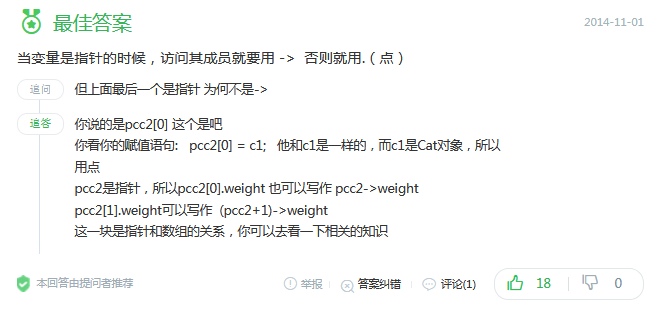 最佳答案
2014-11-01
当变量是指针的时候，访问其成员就要用 -> 否则就用.（点）
追问
但上面最后一个是指针 为何不是->
追答
你说的是pcc2[0] 这个是吧
你看你的赋值语句: pcc2[0] = c1; 他和c1是一样的，而c1是Cat对象，所以
用点
pcc2是指针，所以pcc2[0].weight 也可以写作 pcc2->weight
pcc2[1].weight可以写作 (pcc2+1)->weight
这一块是指针和数组的关系，你可以去看一下相关的知识
本回答由提问者推荐
举报
答案纠错
评论(1)
18
0